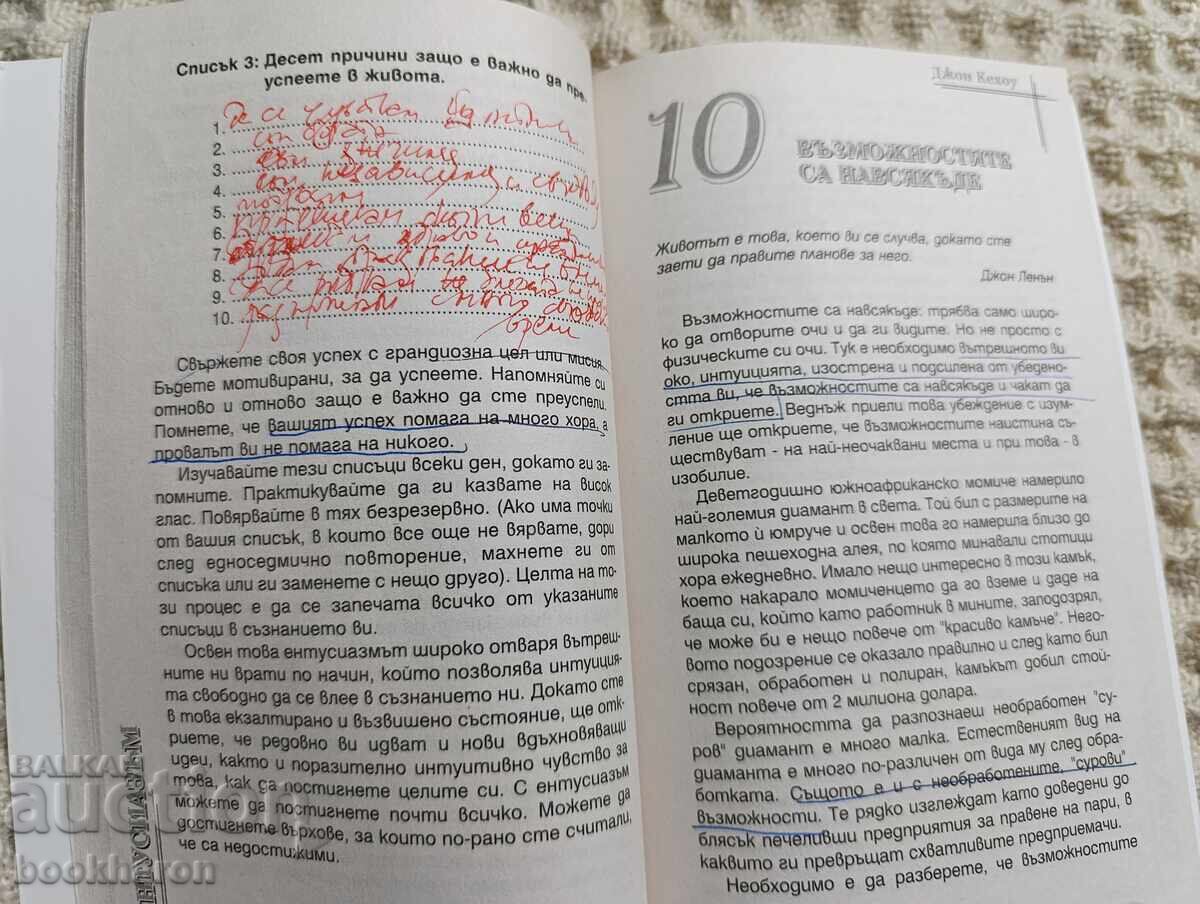 Списък 3: Десет причини защо е важно да пре-
успеете в живота.
1.
2.
3.
4.
5.
6.
7.
8.
9.
10.
Свържете своя успех с грандиозна цел или мисия.
Бъдете мотивирани, за да успеете. Напомняйте си
отново и отново защо е важно да сте преуспели.
Помнете, че вашият успех помага на много хора, а
провалът ви не помага на никого.
Изучавайте тези списъци всеки ден, докато ги за-
помните. Практикувайте да ги казвате на висок
глас. Повярвайте в тях безрезервно. (Ако има точки
от вашия списък, в които все още не вярвате, дори
след едноседмично повторение, махнете ги от
списъка или ги заменете с нещо друго). Целта на то-
зи процес е да се запечата всичко от указаните
списъци в съзнанието ви.
Освен това ентусиазмът широко отваря вътреш-
ните ни врати по начин, който позволява интуиция-
та свободно да се влее в съзнанието ни. Докато сте
в това екзалтирано и възвишено състояние, ще отк-
риете, че редовно ви идват и нови вдъхновяващи
идеи, както и поразително интуитивно чувство за
това, как да постигнете целите си. С ентусиазъм
можете да постигнете почти всичко. Можете да
достигнете върхове, за които по-рано сте считали,
че са недостижими.
НТУСИАЗЪМ
Джон Кехоу
10
ВЪЗМОЖНОСТИТЕ
СА НАВСЯКЪДЕ
Животът е това, което ви се случва, докато сте
заети да правите планове за него.
Джон Ленън
Възможностите са навсякъде: трябва само широ-
ко да отворите очи и да ги видите. Но не просто с
физическите си очи. Тук е необходимо вътрешното ви
око, интуицията, изострена и подсилена от убедено-
стта ви, че възможностите са навсякъде и чакат да
ги откриете. Веднъж приели това убеждение с изум-
ление ще откриете, че възможностите наистина съ-
ществуват - на най-неочаквани места и при това - в
изобилие.
Деветгодишно южноафриканско момиче намерило
най-големия диамант в света. Той бил с размерите на
малкото ѝ юмруче и освен това го намерила близо до
широка пешеходна алея, по която минавали стотици
хора ежедневно. Имало нещо интересно в този камък,
което накарало момиченцето да го вземе и даде на
баща си, който като работник в мините, заподозрял,
че може би е нещо повече от "красиво камъче". Него-
вото подозрение се оказало правилно и след като бил
срязан, обработен и полиран, камъкът добил стой-
ност повече от 2 милиона долара.
Вероятността да разпознаеш необработен "су-
ров" диамант е много малка. Естественият вид на
диаманта е много по-различен от вида му след обра-
ботката. Същото е и с необработените, "сурови"
възможности. Те рядко изглеждат като доведени до
блясък печеливши предприятия за правене на пари, в
каквито ги превръщат схватливите предприемачи.
Необходимо е да разберете, че възможностите
БАЛКАН
auction
bookharon